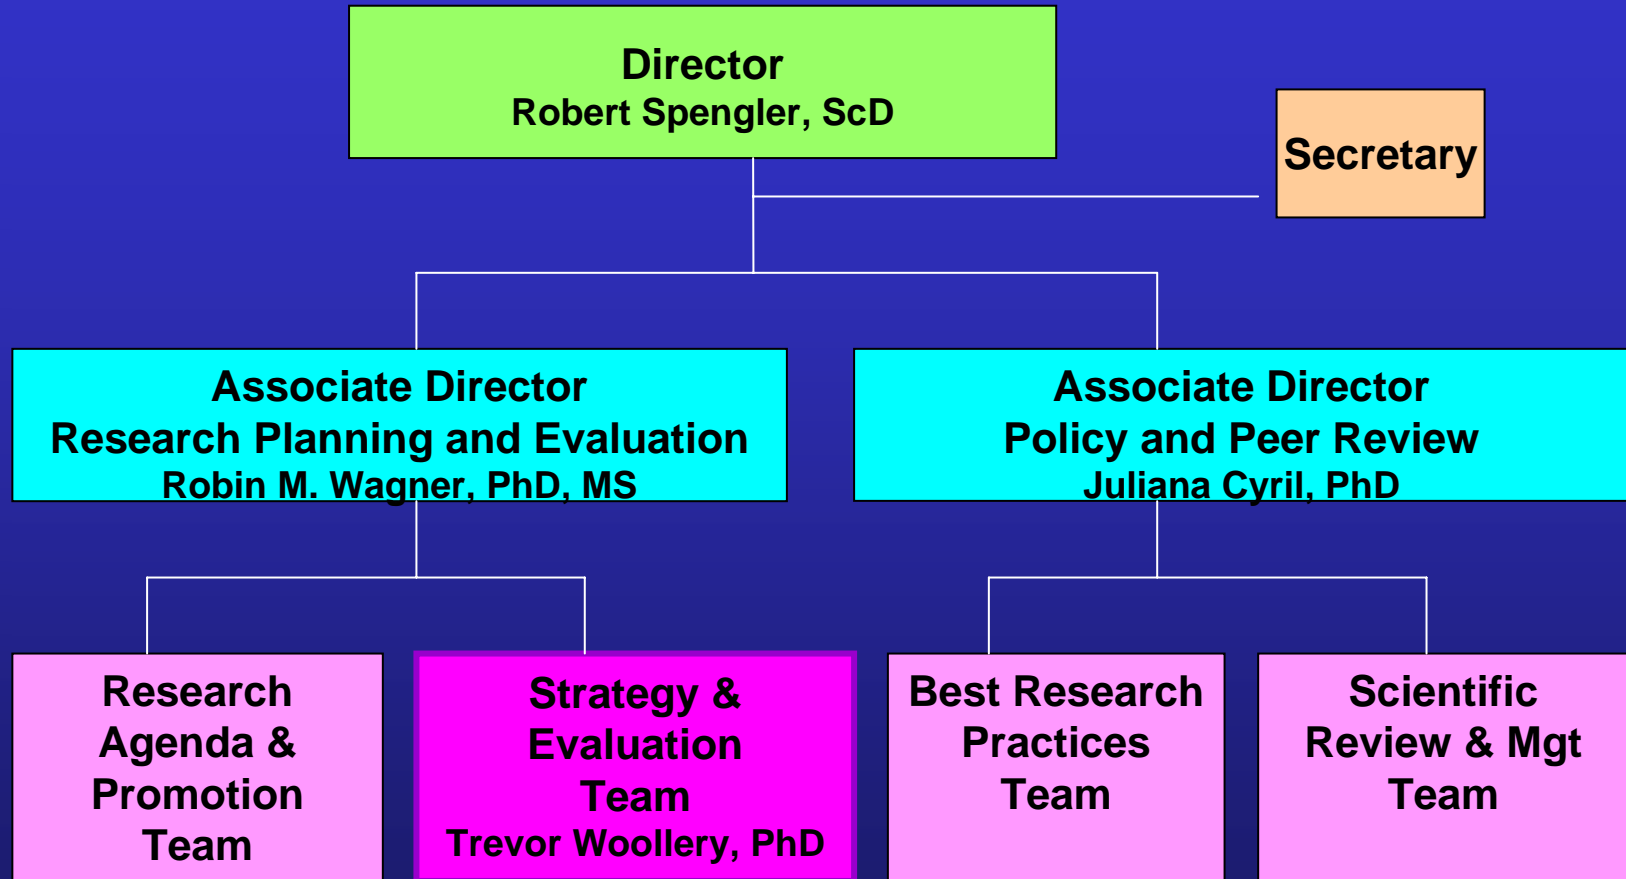 Director
Robert Spengler, ScD
Secretary
Associate Director
Research Planning and Evaluation
Robin M. Wagner, PhD, MS
Associate Director
Policy and Peer Review
Juliana Cyril, PhD
Research
Agenda &
Promotion
Team
Strategy &
Evaluation
Team
Trevor Woollery, PhD
Best Research
Practices
Team
Scientific
Review & Mgt
Team